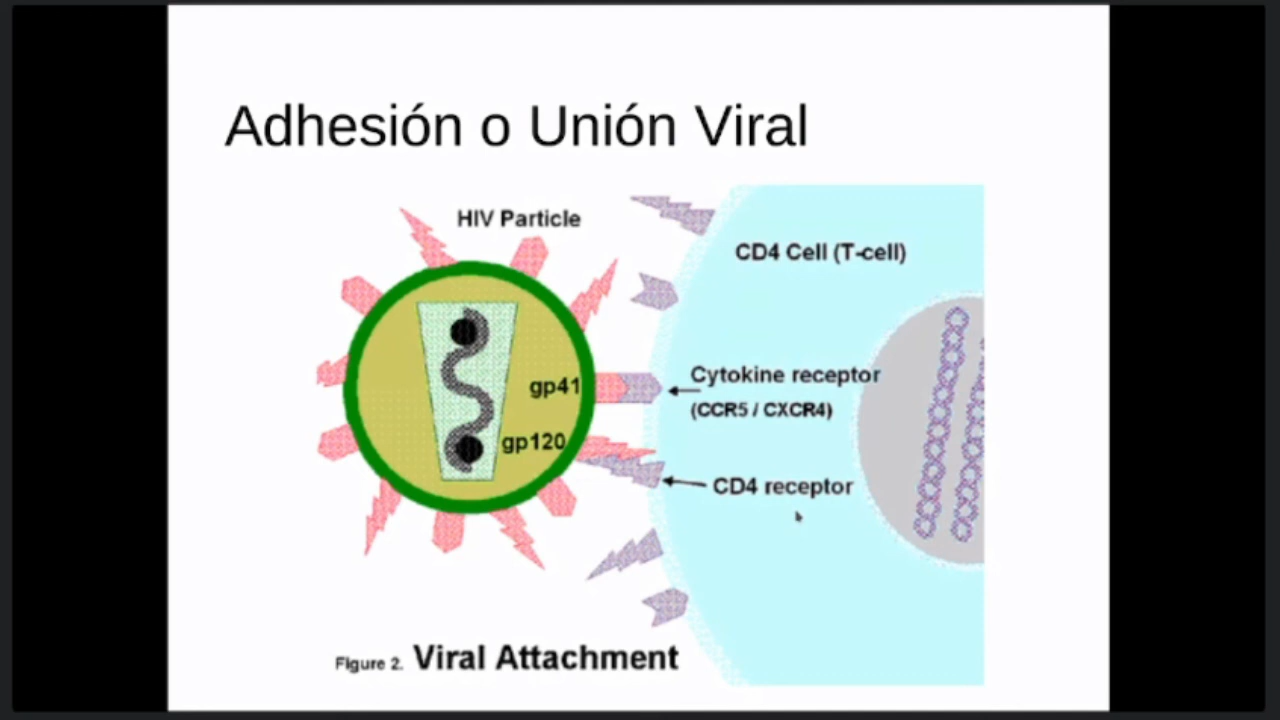 Adhesión o Unión Viral
HIV Particle
CD4 Cell (T-cell)
gp41
Cytokine receptor
(CCR5 / CXCR4)
gp120
CD4 receptor
Figure 2. Viral Attachment